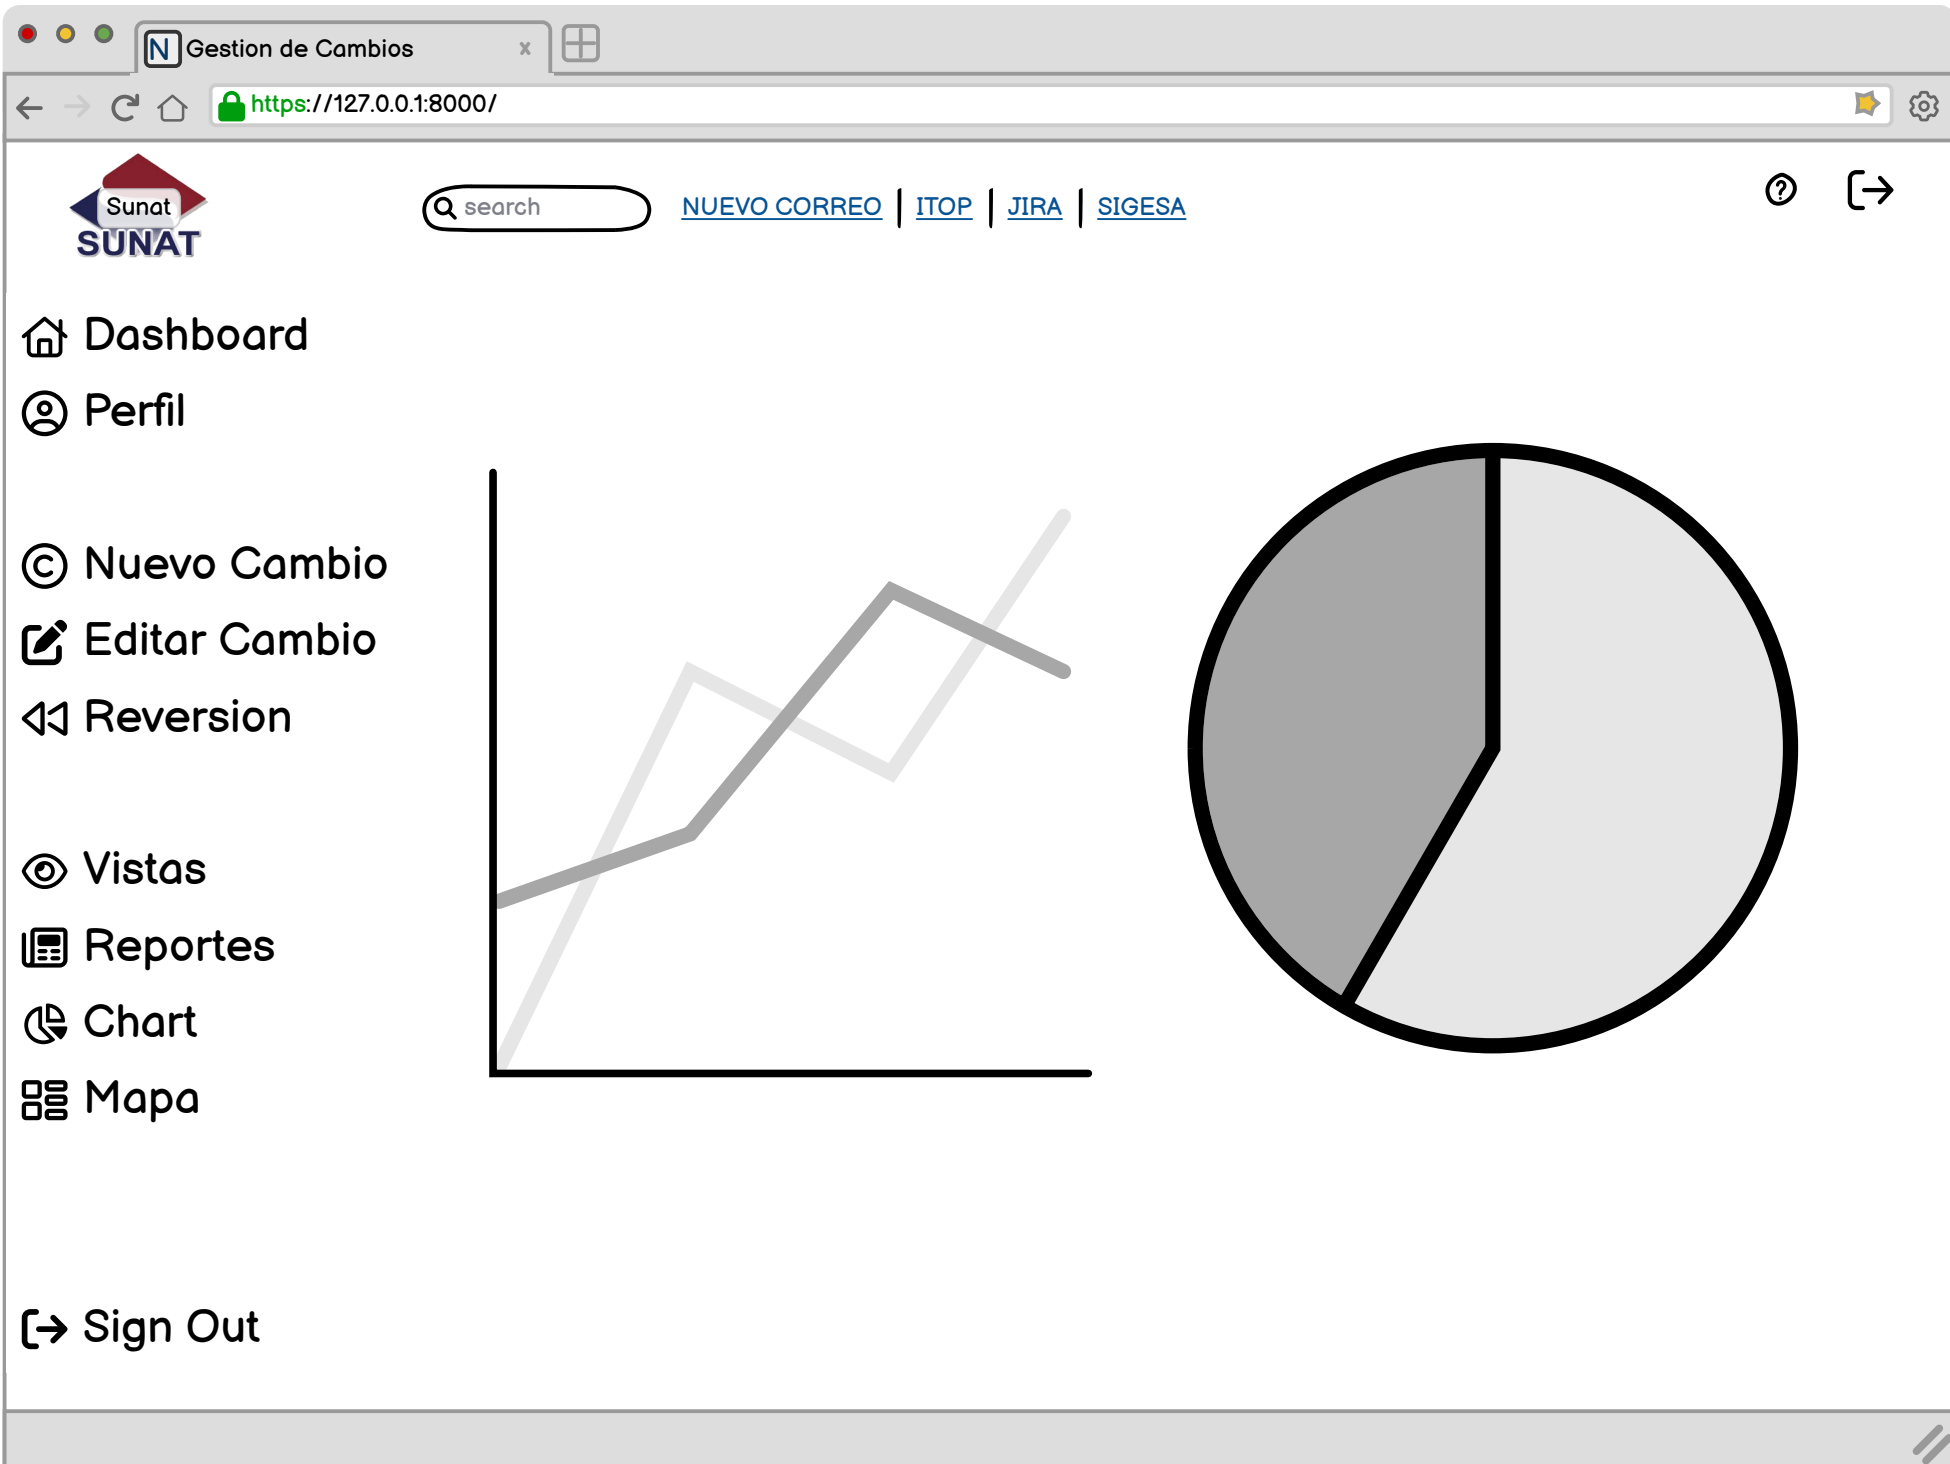 N Gestion de Cambios x
https://127.0.0.1:8000/
Sunat
SUNAT
search
NUEVO CORREO | ITOP | JIRA | SIGESA
Dashboard
Perfil
Nuevo Cambio
Editar Cambio
Reversion
Vistas
Reportes
Chart
Mapa
Sign Out